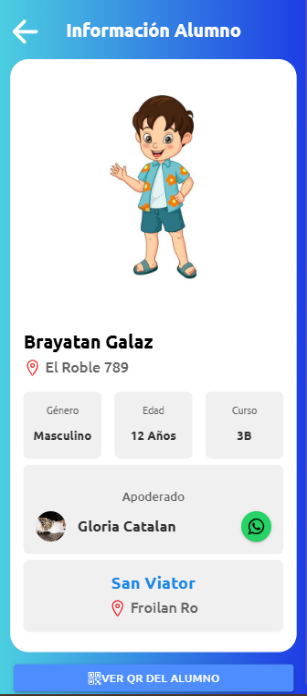 Información Alumno
Brayatan Galaz
El Roble 789
Género Edad Curso
Masculino 12 Años 3B
Apoderado
Gloria Catalan
San Viator
Froilan Ro
VER QR DEL ALUMNO